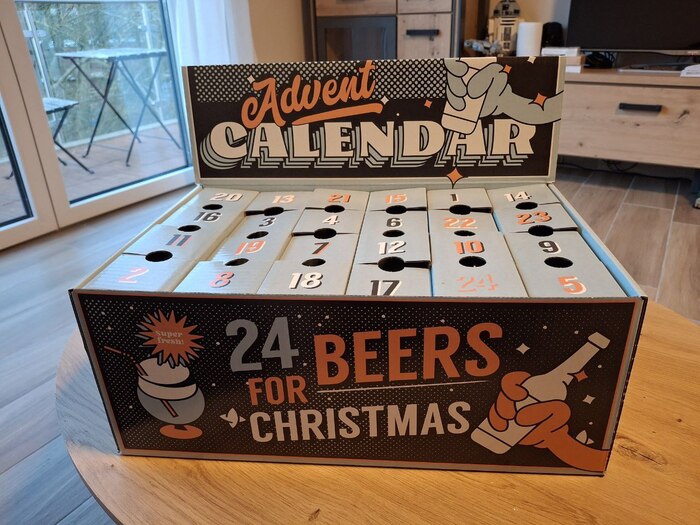 Advent
CALENDAR
20 13 21 15 1 14
16 3 4 6 22 23
11 19 7 12 10 9
2 8 18 17 24 5
Super
fresh!
24
FOR BEERS
CHRISTMAS